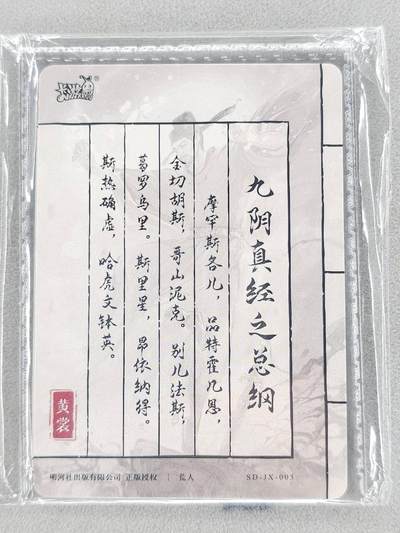 九阴真经之总纲
摩罕斯各儿，品特霍几恩，
金切胡斯，哥山泥克。别儿法斯，
葛罗乌里。斯里星，昂依纳得。
斯热确虚，哈虎文钵英。
黄裳
明河社出版有限公司 正版授权 | 藍人 SD-JX-003